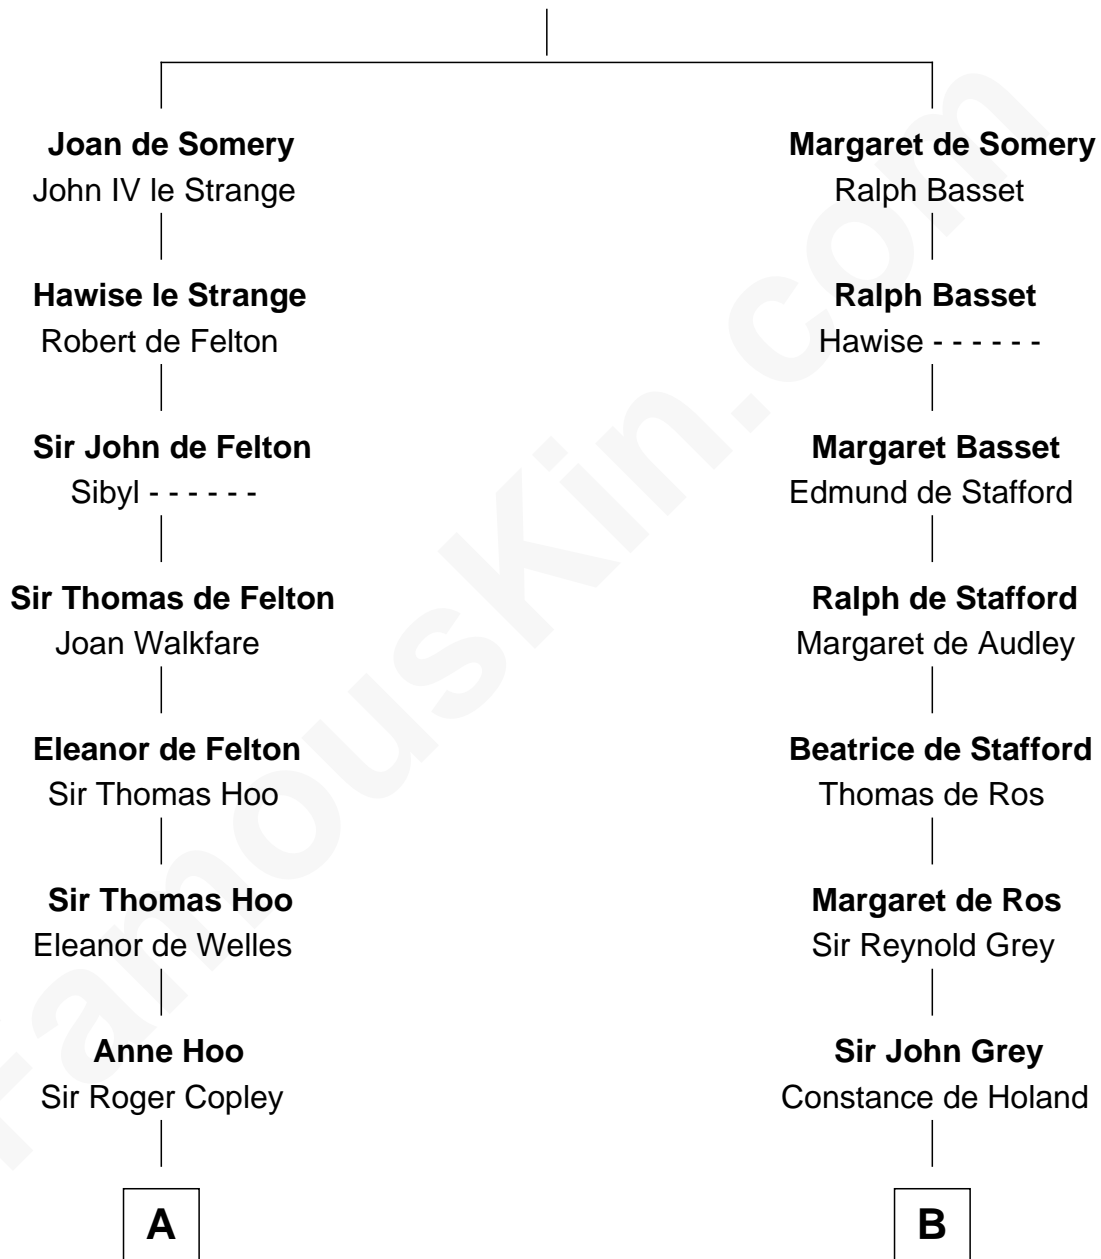 Joan de Somery
John IV le Strange
Hawise le Strange
Robert de Felton
Sir John de Felton
Sibyl - - - - - -
Sir Thomas de Felton
Joan Walkfare
Eleanor de Felton
Sir Thomas Hoo
Sir Thomas Hoo
Eleanor de Welles
Anne Hoo
Sir Roger Copley
A
Margaret de Somery
Ralph Basset
Ralph Basset
Hawise - - - - - -
Margaret Basset
Edmund de Stafford
Ralph de Stafford
Margaret de Audley
Beatrice de Stafford
Thomas de Ros
Margaret de Ros
Sir Reynold Grey
Sir John Grey
Constance de Holand
B
FamousKin.com